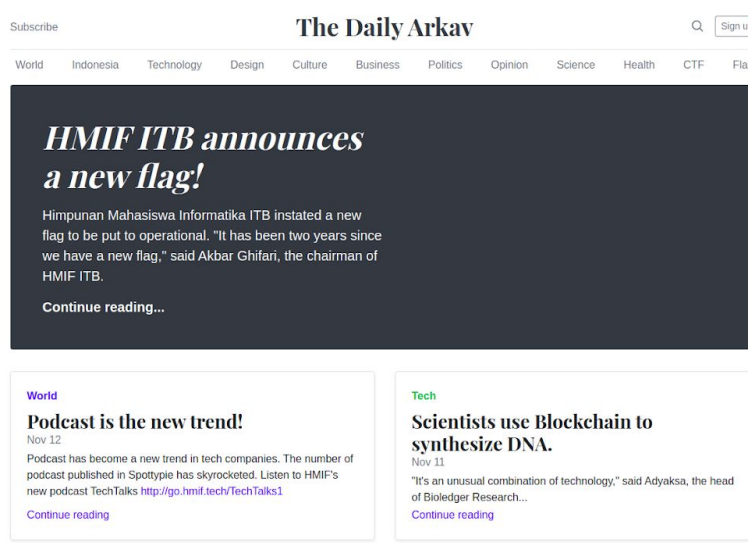 Subscribe
The Daily Arkav
Sign u
World Indonesia Technology Design Culture Business Politics Opinion Science Health CTF Fla
HMIF ITB announces
a new flag!
Himpunan Mahasiswa Informatika ITB instated a new
flag to be put to operational. "It has been two years since
we have a new flag," said Akbar Ghifari, the chairman of
HMIF ITB.
Continue reading...
World
Podcast is the new trend!
Nov 12
Podcast has become a new trend in tech companies. The number of
podcast published in Spottypie has skyrocketed. Listen to HMIF's
new podcast TechTalks http://go.hmif.tech/TechTalks1
Continue reading
Tech
Scientists use Blockchain to
synthesize DNA.
Nov 11
"It's an unusual combination of technology," said Adyaksa, the head
of Bioledger Research...
Continue reading